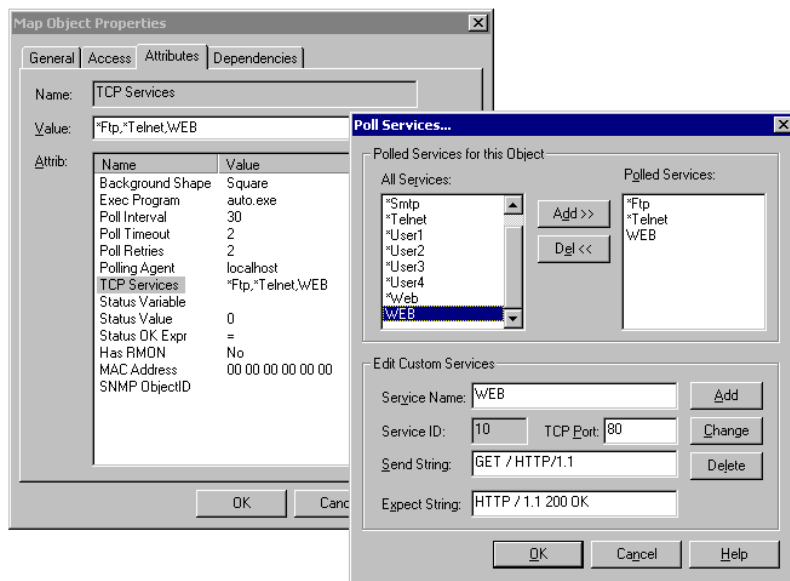 Map Object Properties
General Access Attributes Dependencies
Name: TCP Services
Value: *Ftp,*Telnet,WEB
Attrib:
Name Value
Background Shape Square
Exec Program auto.exe
Poll Interval 30
Poll Timeout 2
Poll Retries 2
Polling Agent localhost
TCP Services *Ftp,*Telnet,WEB
Status Variable
Status Value 0
Status OK Expr =
Has RMON No
MAC Address 00 00 00 00 00 00
SNMP ObjectID
OK Canc
Poll Services...
Polled Services for this Object
All Services:
*Smtp
*Telnet
*User1
*User2
*User3
*User4
*Web
WEB
Add >>
Del <<
Polled Services:
*Ftp
*Telnet
WEB
Edit Custom Services
Service Name: WEB Add
Service ID: 10 TCP Port: 80 Change
Send String: GET / HTTP/1.1 Delete
Expect String: HTTP / 1.1 200 OK
OK Cancel Help